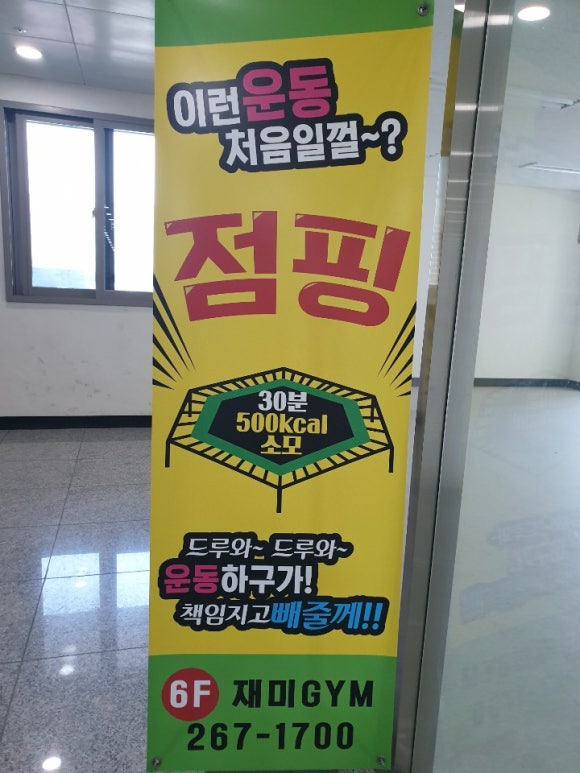 이런운동
처음일껄~?
점핑
30분
500kcal
소모
드루와~ 드루와~
운동하구가!
책임지고빼줄께!!
6F 재미GYM
267-1700